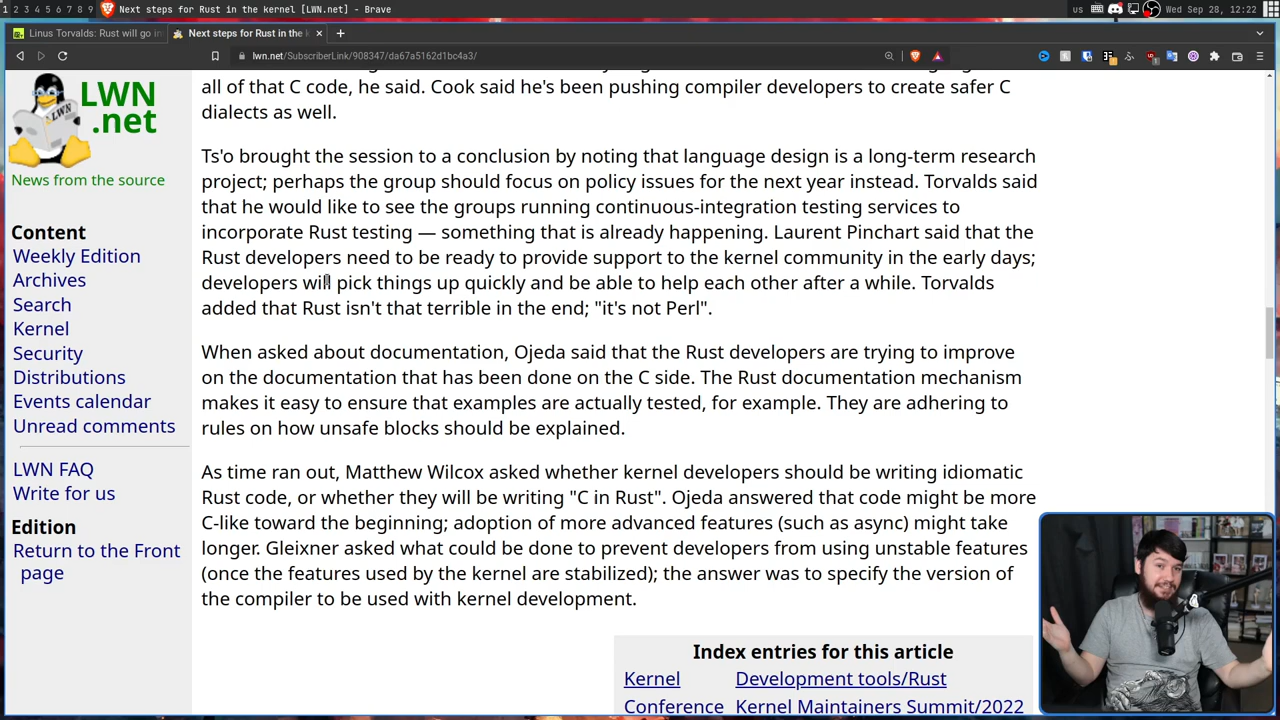 1 2 3 4 5 6 7 8 9 Next steps for Rust in the kernel [LWN.net] - Brave us Wed Sep 28, 12:22
Linus Torvalds: Rust will go in Next steps for Rust in the k
lwn.net/SubscriberLink/908347/da67a5162d1bc4a3/
LWN
.net
News from the source
Content
Weekly Edition
Archives
Search
Kernel
Security
Distributions
Events calendar
Unread comments
LWN FAQ
Write for us
Edition
Return to the Front
page
all of that C code, he said. Cook said he's been pushing compiler developers to create safer C
dialects as well.
Ts'o brought the session to a conclusion by noting that language design is a long-term research
project; perhaps the group should focus on policy issues for the next year instead. Torvalds said
that he would like to see the groups running continuous-integration testing services to
incorporate Rust testing — something that is already happening. Laurent Pinchart said that the
Rust developers need to be ready to provide support to the kernel community in the early days;
developers will pick things up quickly and be able to help each other after a while. Torvalds
added that Rust isn't that terrible in the end; "it's not Perl".
When asked about documentation, Ojeda said that the Rust developers are trying to improve
on the documentation that has been done on the C side. The Rust documentation mechanism
makes it easy to ensure that examples are actually tested, for example. They are adhering to
rules on how unsafe blocks should be explained.
As time ran out, Matthew Wilcox asked whether kernel developers should be writing idiomatic
Rust code, or whether they will be writing "C in Rust". Ojeda answered that code might be more
C-like toward the beginning; adoption of more advanced features (such as async) might take
longer. Gleixner asked what could be done to prevent developers from using unstable features
(once the features used by the kernel are stabilized); the answer was to specify the version of
the compiler to be used with kernel development.
Index entries for this article
Kernel Development tools/Rust
Conference Kernel Maintainers Summit/2022